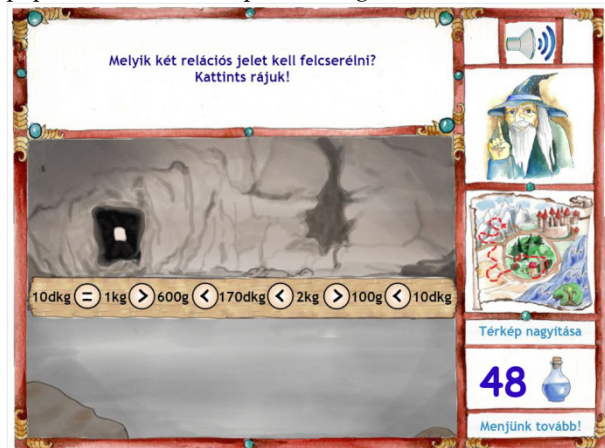 Melyik két relációs jelet kell felcserélni?
Kattints rájuk!
10dkg = 1kg > 600g < 170dkg < 2kg > 100g < 10dkg
Térkép nagyítása
48
Menjünk tovább!